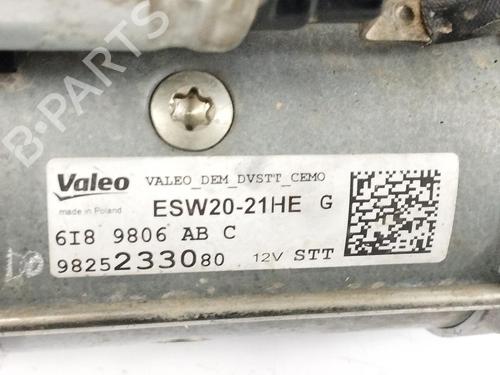 B-PARTS
Valeo VALEO_DEM_DVSTT_CEMO
made in Poland ESW20-21HE G
6I8 9806 AB C
9825233080 12V STT